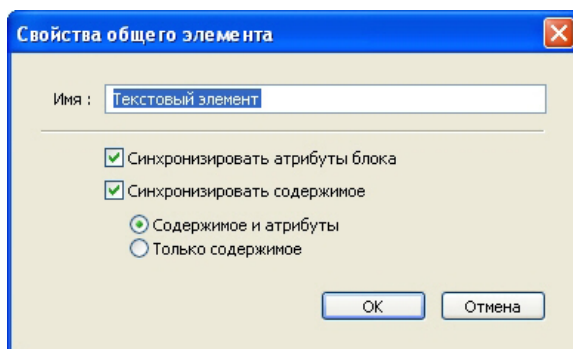 Свойства общего элемента
Имя : Текстовый элемент
Синхронизировать атрибуты блока
Синхронизировать содержимое
Содержимое и атрибуты
Только содержимое
OK Отмена